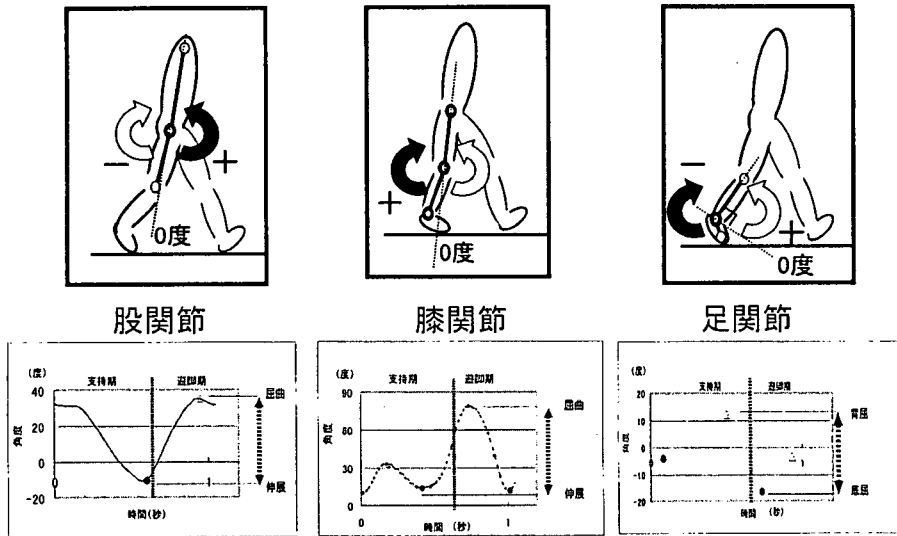 − +
0度
+
0度
−
+
0度
股関節
膝関節
足関節
(度)
支持期 遊脚期
40
20
0
-20
角度
屈曲
伸展
0 1
時間(秒)
(度)
支持期 遊脚期
90
60
30
0
角度
屈曲
伸展
0 1
時間 (秒)
(度)
支持期 遊脚期
20
10
0
-10
-20
角度
背屈
底屈
0 1
時間 (秒)